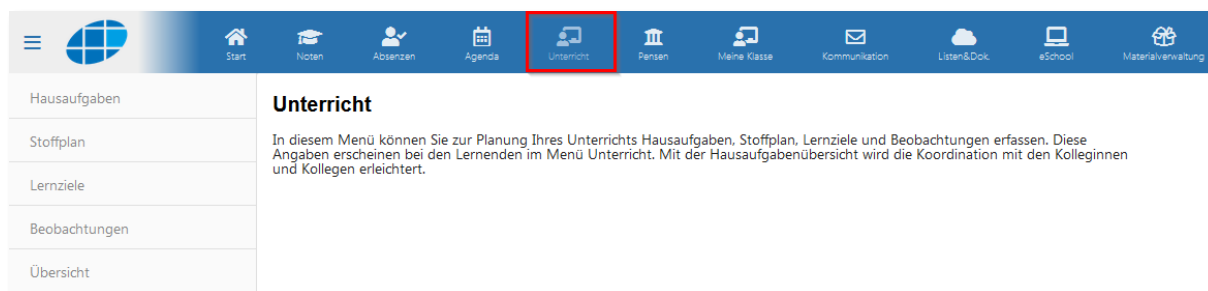 Start
Noten
Absenzen
Agenda
Unterricht
Pensen
Meine Klasse
Kommunikation
Listen&Dok.
eSchool
Materialverwaltung
Hausaufgaben
Stoffplan
Lernziele
Beobachtungen
Übersicht
Unterricht
In diesem Menü können Sie zur Planung Ihres Unterrichts Hausaufgaben, Stoffplan, Lernziele und Beobachtungen erfassen. Diese
Angaben erscheinen bei den Lernenden im Menü Unterricht. Mit der Hausaufgabenübersicht wird die Koordination mit den Kolleginnen
und Kollegen erleichtert.